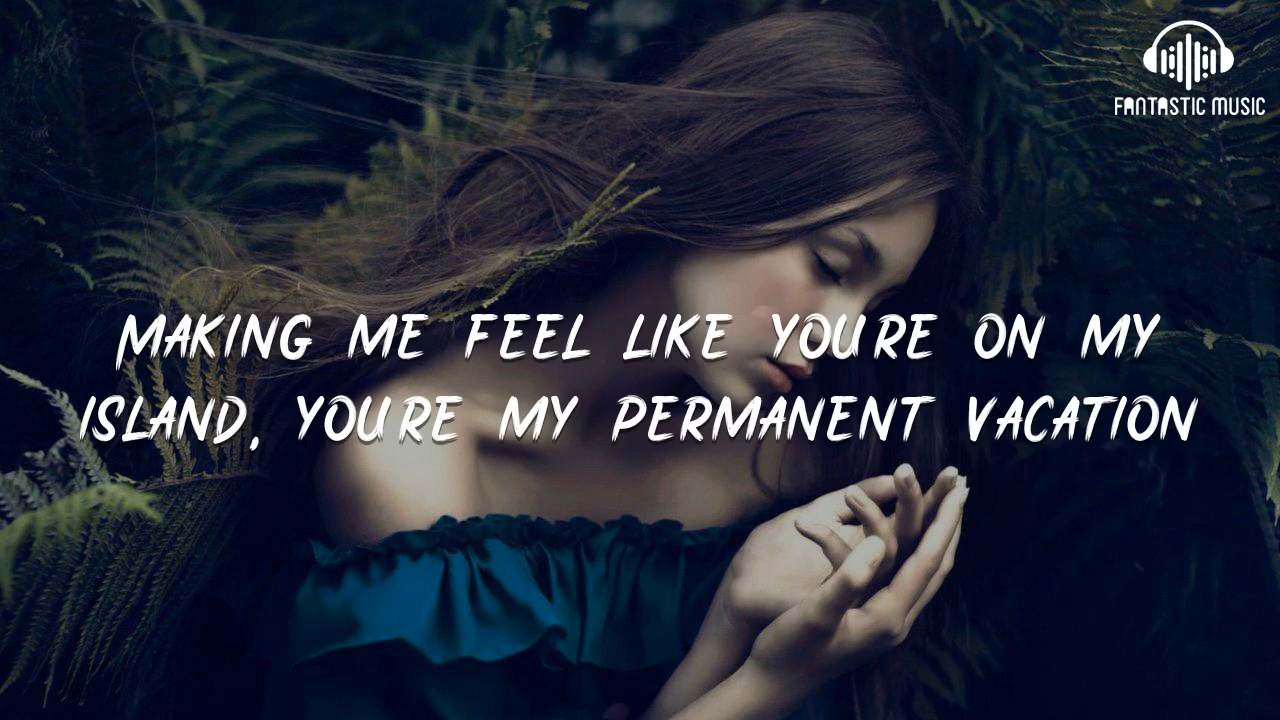 FANTASTIC MUSIC
MAKING ME FEEL LIKE YOU'RE ON MY
ISLAND, YOU'RE MY PERMANENT VACATION